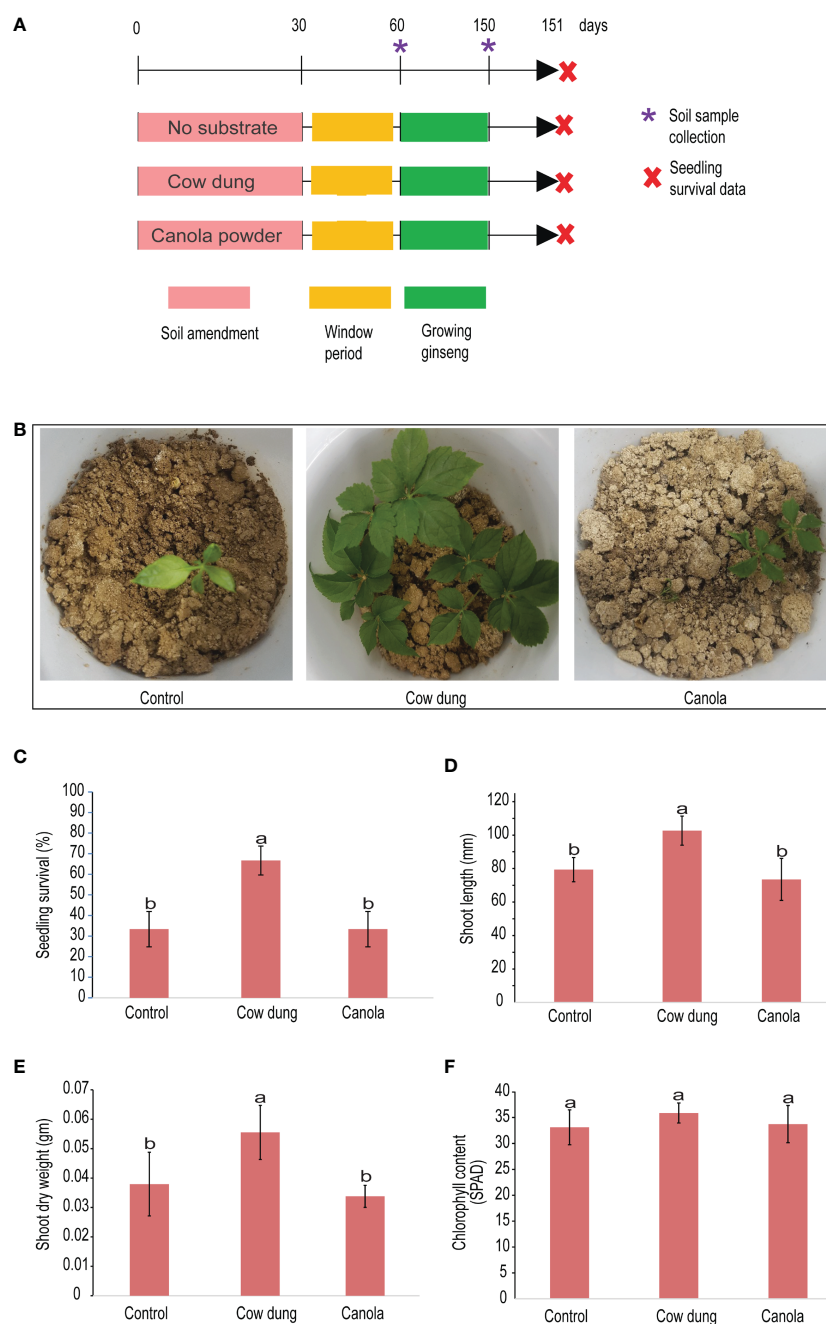 A
0 30 60 150 151 days
* *
No substrate
Cow dung
Canola powder
* Soil sample
collection
Seedling
survival data
Soil amendment
Window
period
Growing
ginseng
B
Control Cow dung Canola
C
Seedling survival (%)
100
90
80
70
60
50
40
30
20
10
0
b a b
Control Cow dung Canola
D
Shoot length (mm)
120
100
80
60
40
20
0
b a b
Control Cow dung Canola
E
Shoot dry weight (gm)
0.07
0.06
0.05
0.04
0.03
0.02
0.01
0
b a b
Control Cow dung Canola
F
Chlorophyll content
(SPAD)
40
35
30
25
20
15
10
5
0
a a a
Control Cow dung Canola